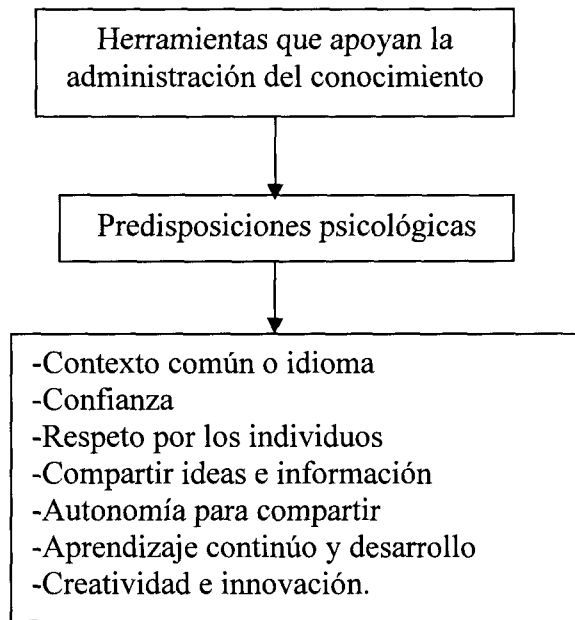 Herramientas que apoyan la
administración del conocimiento
Predisposiciones psicológicas
-Contexto común o idioma
-Confianza
-Respeto por los individuos
-Compartir ideas e información
-Autonomía para compartir
-Aprendizaje continúo y desarrollo
-Creatividad e innovación.